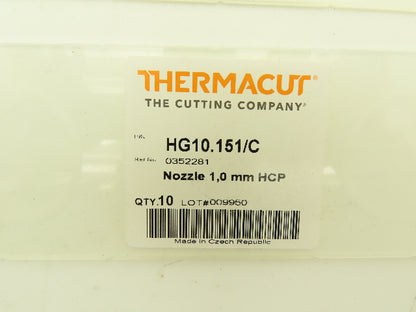 THERMACUT®
THE CUTTING COMPANY®
HG10.151/C
0352281
Nozzle 1,0 mm HCP
QTY.10 LOT#009950
Made in Czech Republic